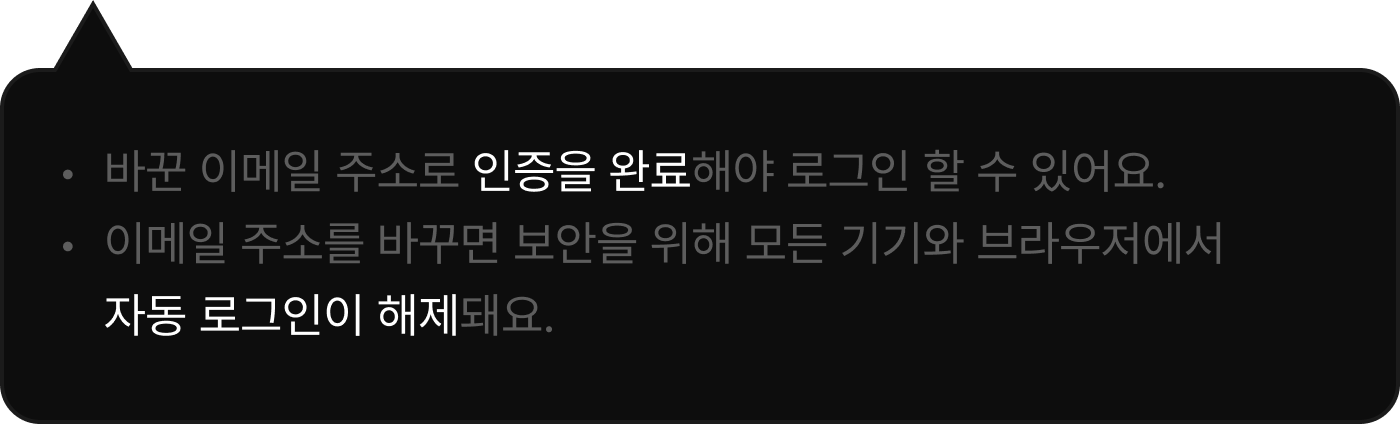 • 바꾼 이메일 주소로 인증을 완료해야 로그인 할 수 있어요.
• 이메일 주소를 바꾸면 보안을 위해 모든 기기와 브라우저에서
자동 로그인이 해제돼요.